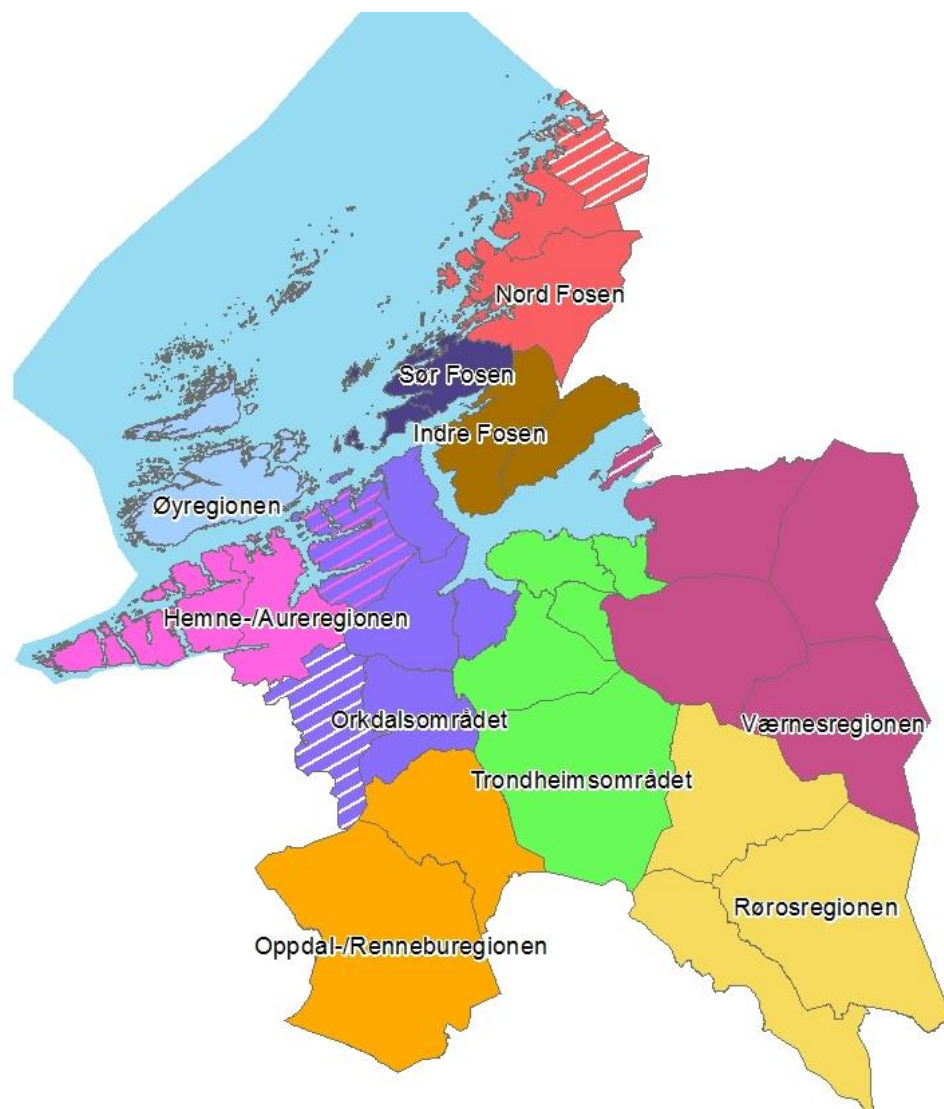 Nord Fosen
Sør Fosen
Indre Fosen
Øyregionen
Hemne-/Aureregionen
Orkdalsområdet
Værnesregionen
Trondheimsområdet
Rørosregionen
Oppdal-/Renneburegionen